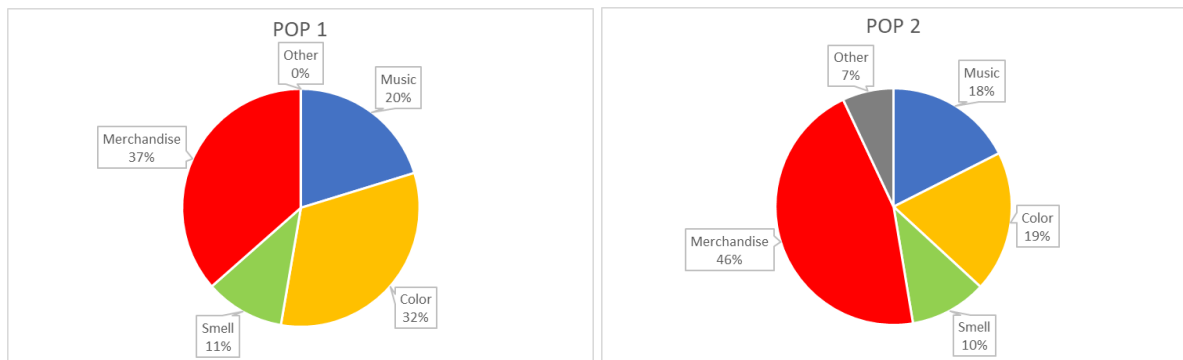 POP 1
Other
0%
Music
20%
Merchandise
37%
Color
32%
Smell
11%
POP 2
Other
7%
Music
18%
Color
19%
Merchandise
46%
Smell
10%